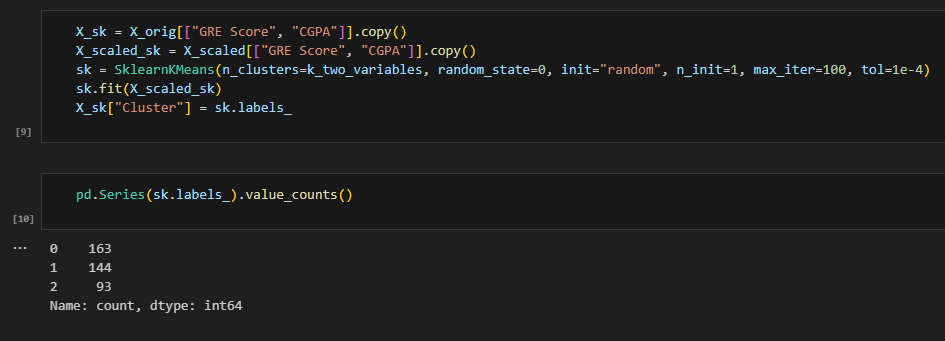 X_sk = X_orig[["GRE Score", "CGPA"]].copy()
X_scaled_sk = X_scaled[["GRE Score", "CGPA"]].copy()
sk = SklearnKMeans(n_clusters=k_two_variables, random_state=0, init="random", n_init=1, max_iter=100, tol=1e-4)
sk.fit(X_scaled_sk)
X_sk["Cluster"] = sk.labels_
[9]
pd.Series(sk.labels_).value_counts()
[10]
... 0    163
1    144
2     93
Name: count, dtype: int64